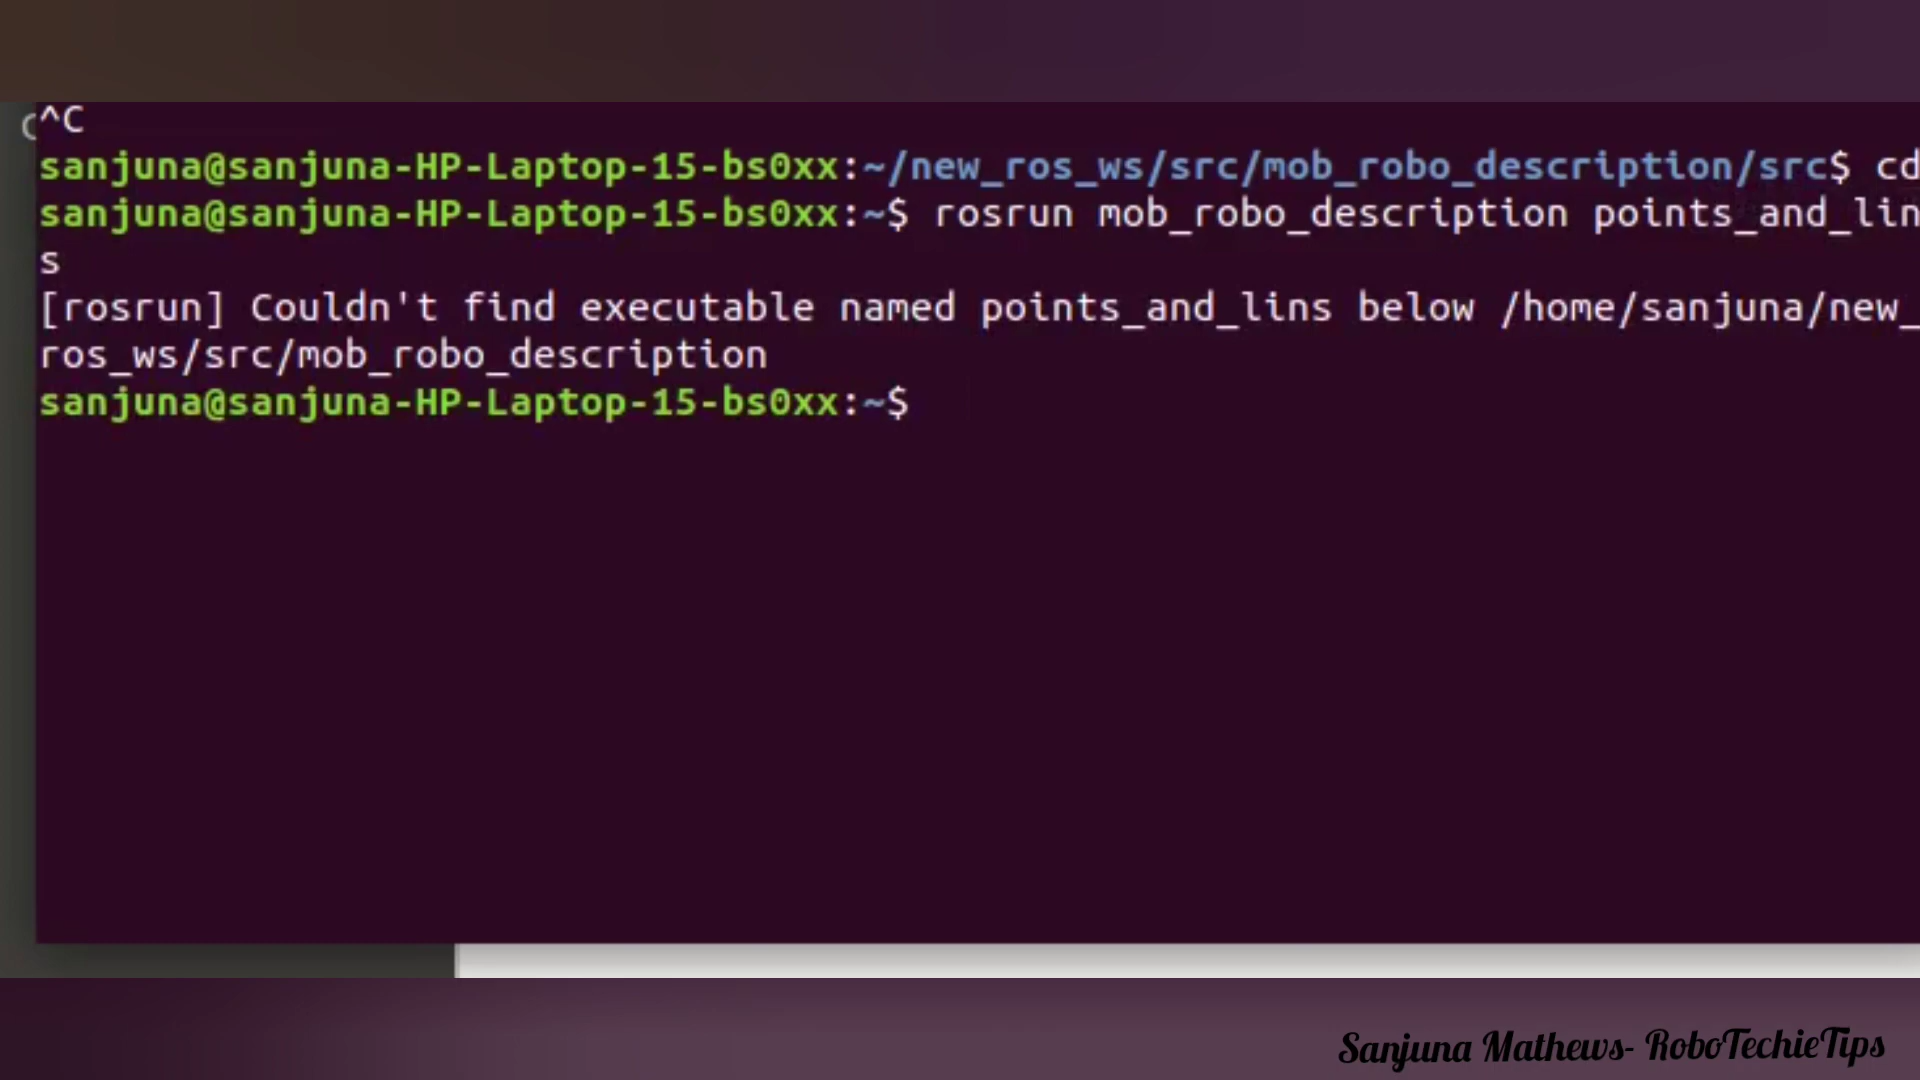 ^C
sanjuna@sanjuna-HP-Laptop-15-bs0xx:~/new_ros_ws/src/mob_robo_description/src$ cd
sanjuna@sanjuna-HP-Laptop-15-bs0xx:~$ rosrun mob_robo_description points_and_lin
s
[rosrun] Couldn't find executable named points_and_lins below /home/sanjuna/new_
ros_ws/src/mob_robo_description
sanjuna@sanjuna-HP-Laptop-15-bs0xx:~$
Sanjuna Mathews- RoboTechieTips